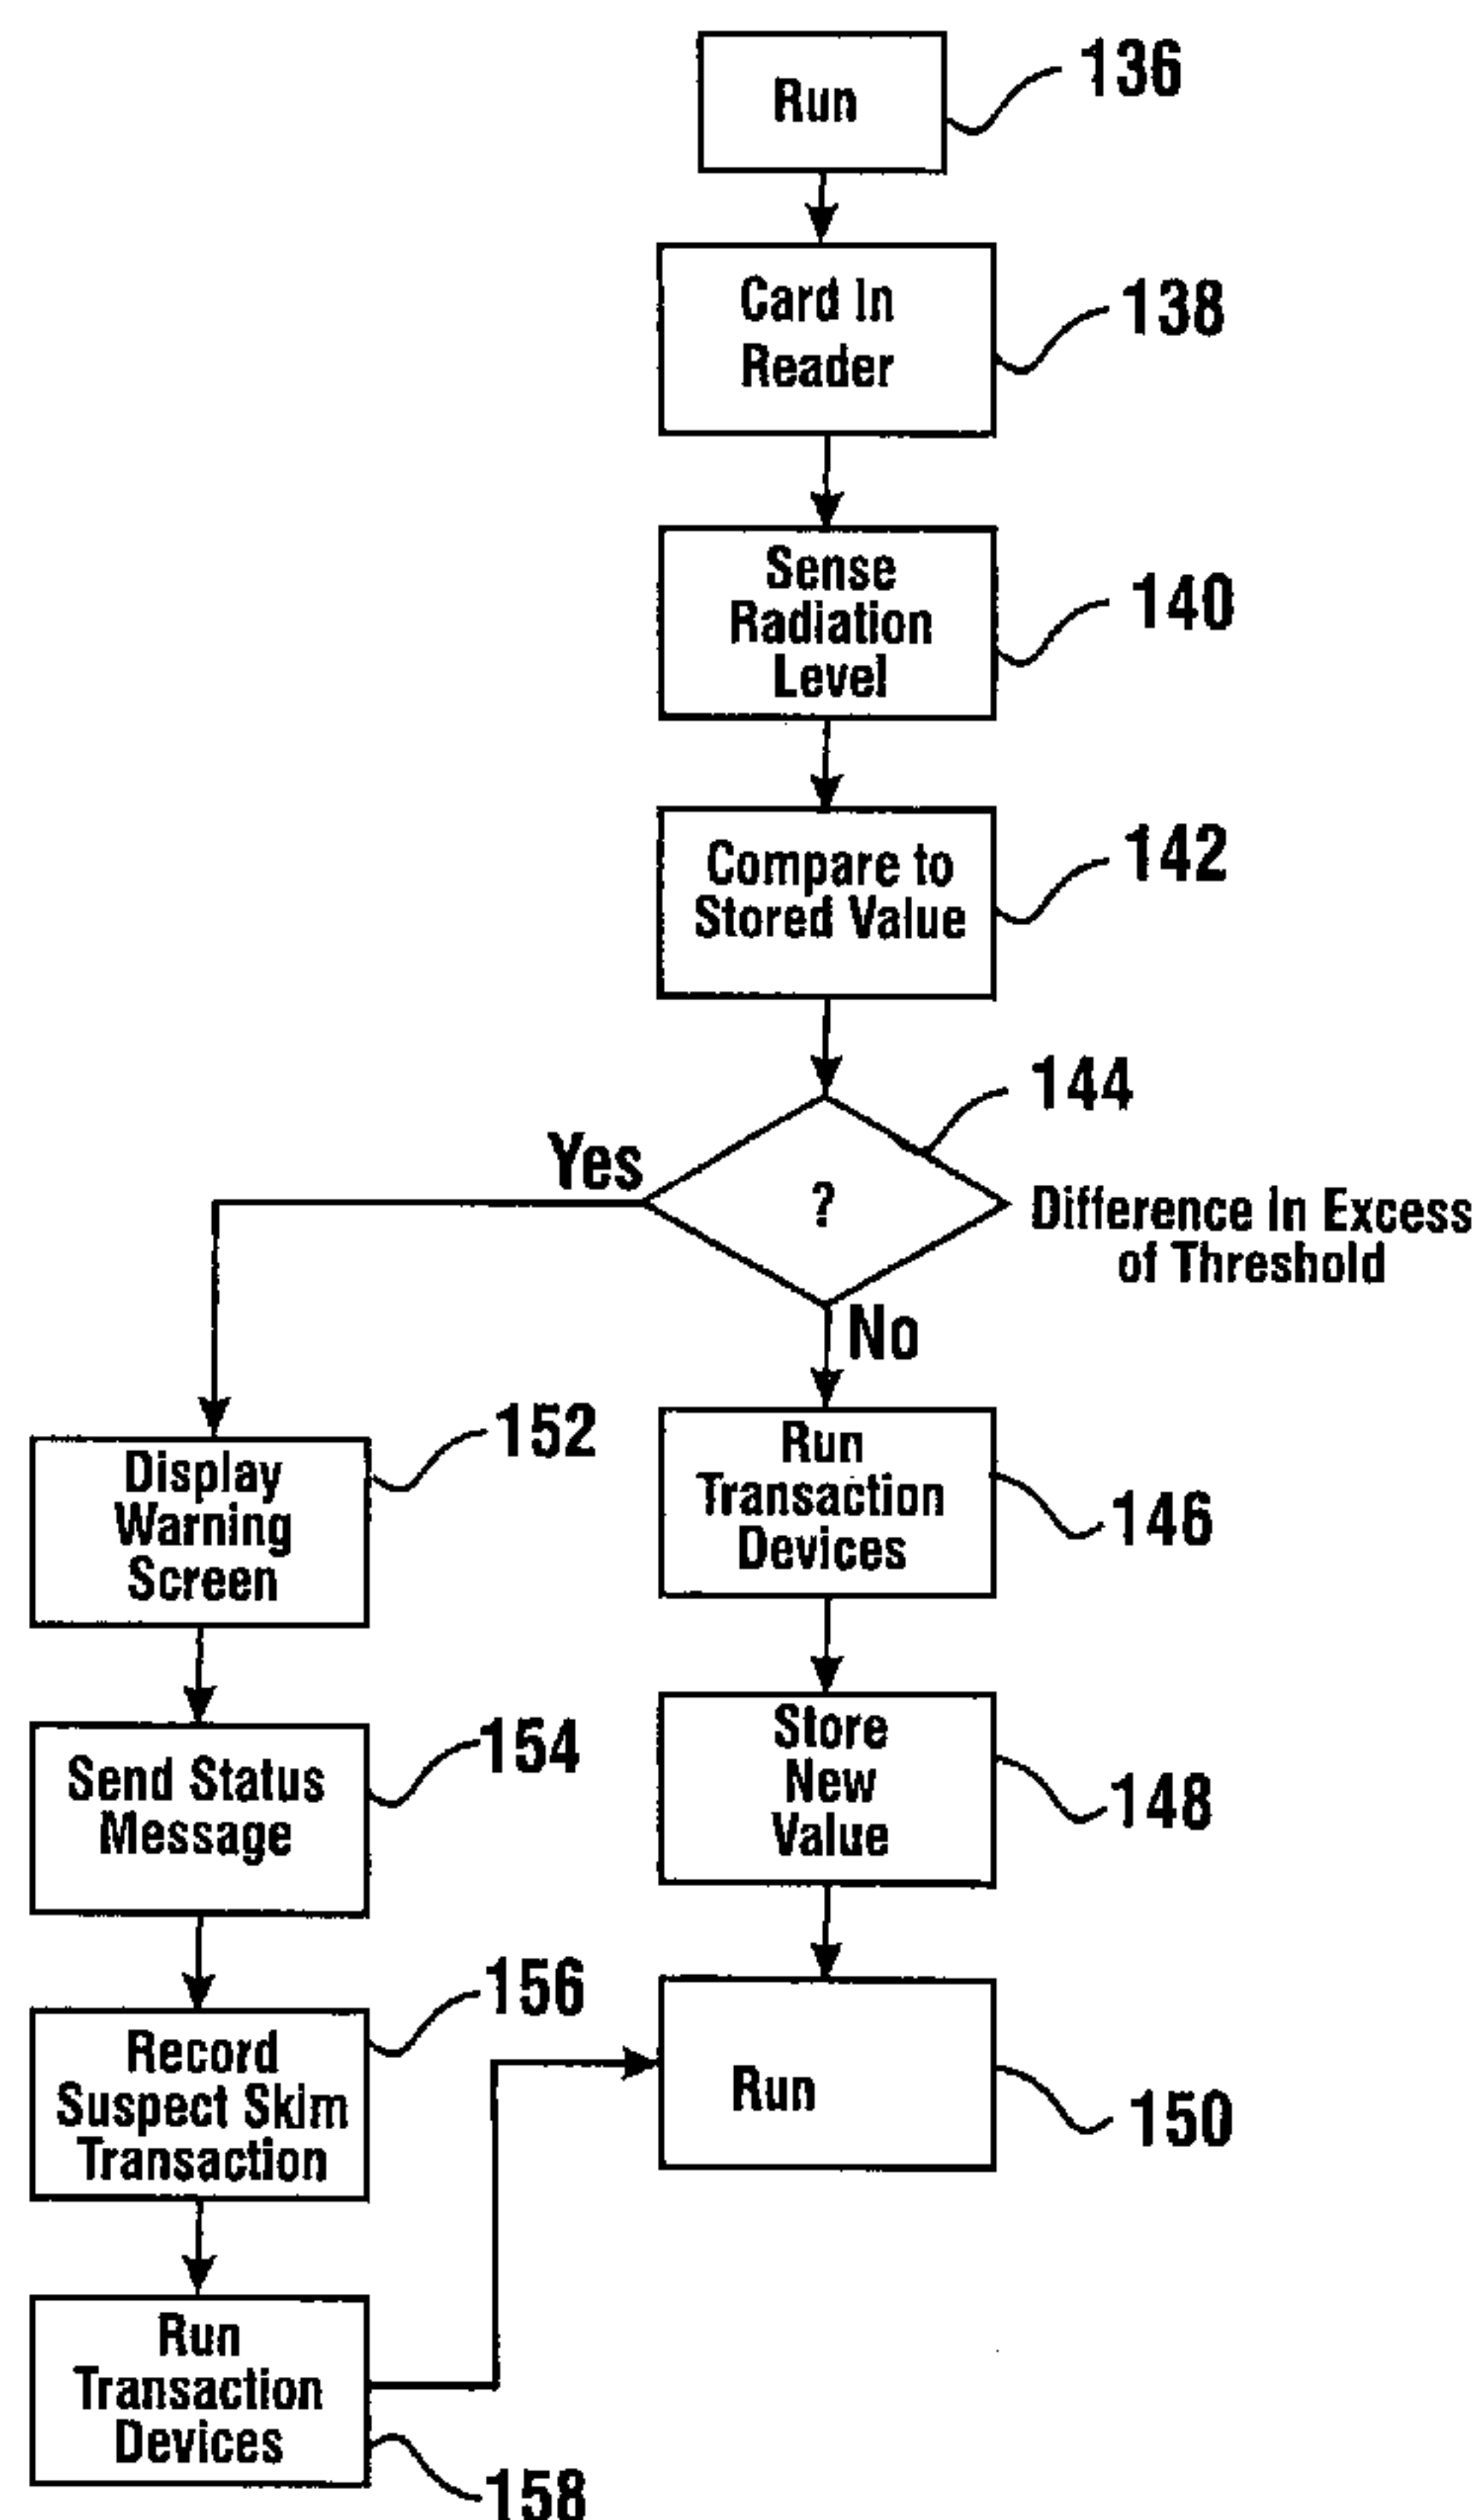 Run
136
Card In
Reader
138
Sense
Radiation
Level
140
Compare to
Stored Value
142
144
Yes
?
Difference In Excess
of Threshold
No
152
Display
Warning
Screen
Run
Transaction
Devices
146
154
Send Status
Message
Store
New
Value
148
156
Record
Suspect Skim
Transaction
Run
150
Run
Transaction
Devices
158